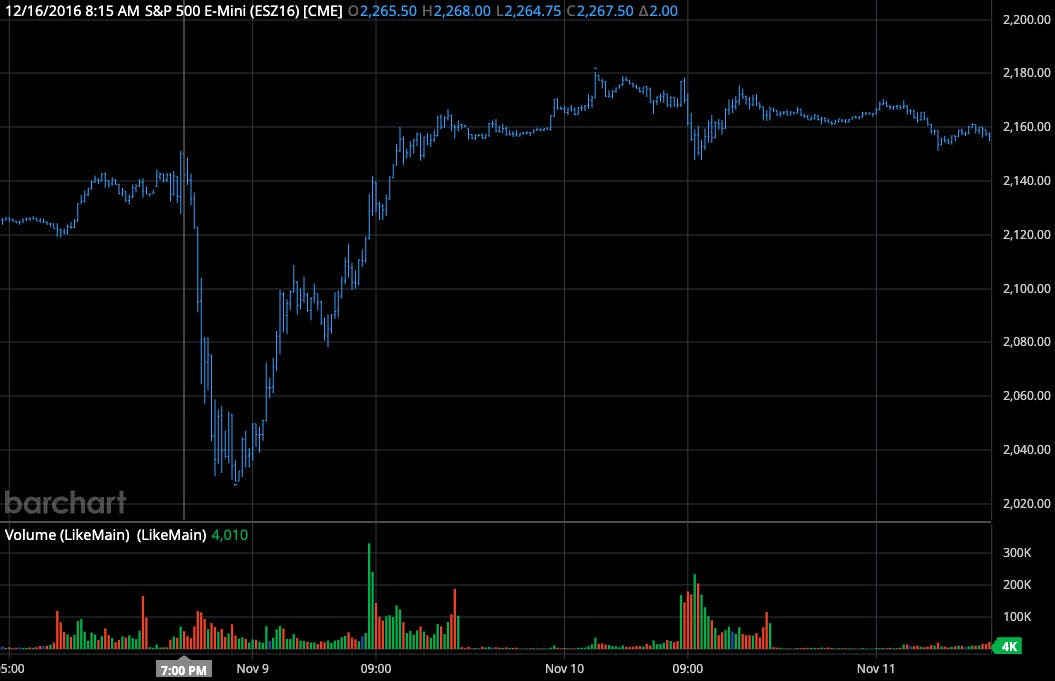 12/16/2016 8:15 AM S&P 500 E-Mini (ESZ16) [CME] O2,265.50 H2,268.00 L2,264.75 C2,267.50 Δ2.00
2,200.00
2,180.00
2,160.00
2,140.00
2,120.00
2,100.00
2,080.00
2,060.00
2,040.00
2,020.00
barchart
Volume (LikeMain) (LikeMain) 4,010
300K
200K
100K
4K
5:00 7:00 PM Nov 9 09:00 Nov 10 09:00 Nov 11